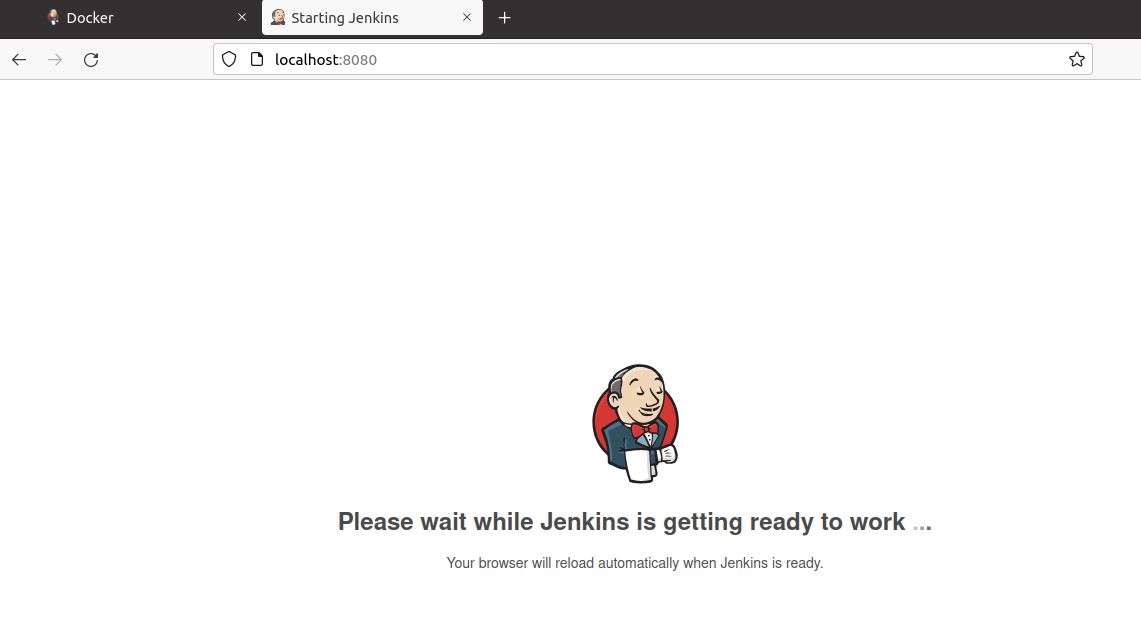 Docker
Starting Jenkins
localhost:8080
Please wait while Jenkins is getting ready to work ...
Your browser will reload automatically when Jenkins is ready.